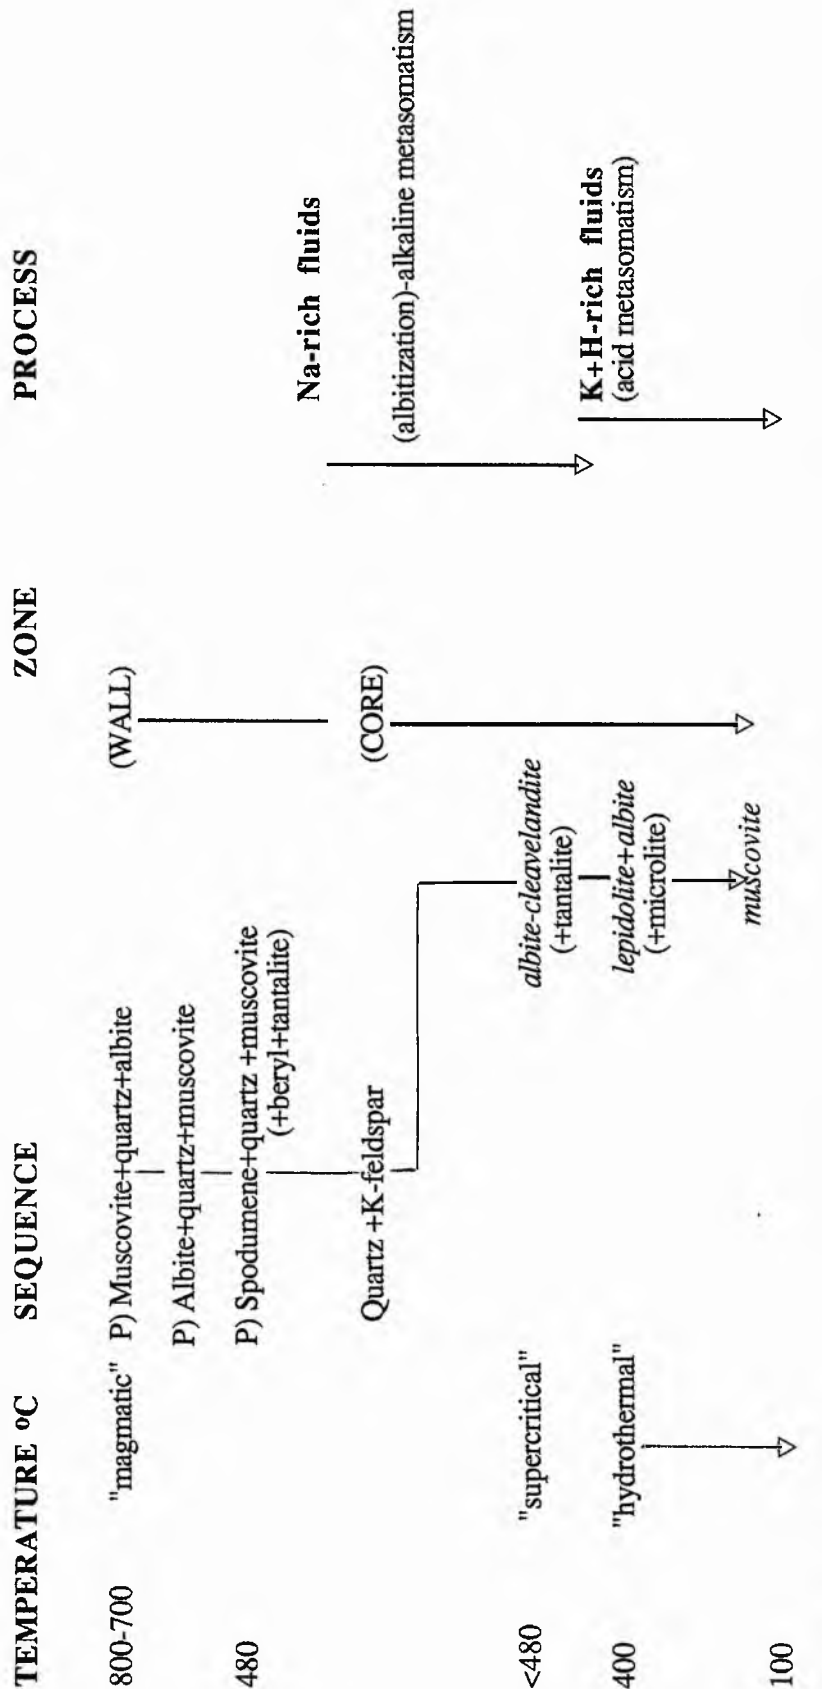 TEMPERATURE ºC SEQUENCE ZONE PROCESS
800-700 "magmatic" P) Muscovite+quartz+albite (WALL)
P) Albite+quartz+muscovite
480 P) Spodumene+quartz +muscovite
(+beryl+tantalite)
Na-rich fluids
Quartz +K-feldspar (CORE)
(albitization)-alkaline metasomatism
<480 "supercritical" albite-cleavelandite
(+tantalite)
K+H-rich fluids
400 "hydrothermal" lepidolite+albite (acid metasomatism)
(+microlite)
muscovite
100